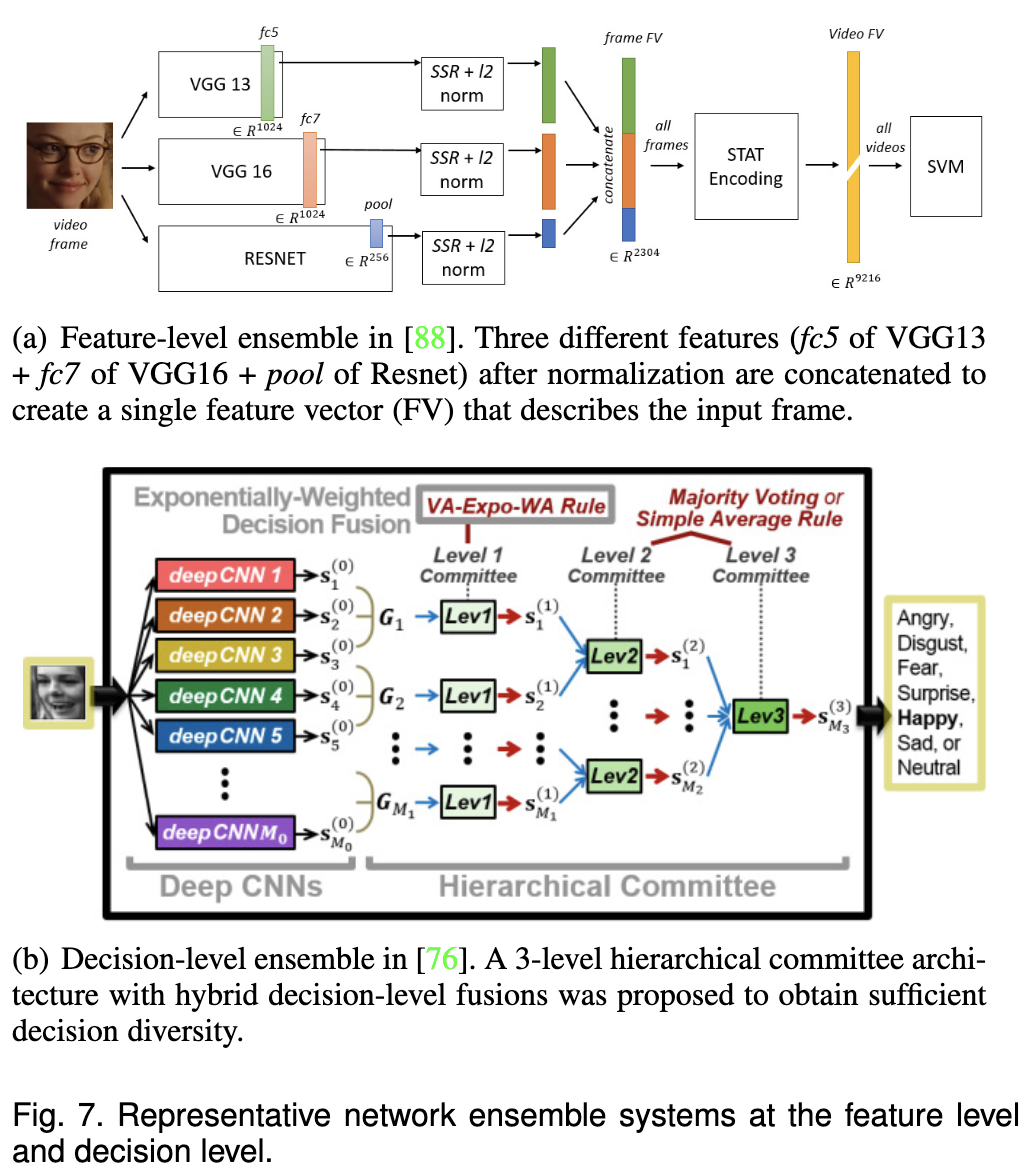 fc5
VGG 13
∈ R^1024
SSR + l2
norm
fc7
VGG 16
∈ R^1024
SSR + l2
norm
pool
RESNET
∈ R^256
SSR + l2
norm
video
frame
frame FV
concatenate
∈ R^2304
all
frames
STAT
Encoding
Video FV
∈ R^9216
all
videos
SVM
(a) Feature-level ensemble in [88]. Three different features (fc5 of VGG13
+ fc7 of VGG16 + pool of Resnet) after normalization are concatenated to
create a single feature vector (FV) that describes the input frame.
Exponentially-Weighted
Decision Fusion
VA-Expo-WA Rule
Majority Voting or
Simple Average Rule
Level 1
Committee
Level 2
Committee
Level 3
Committee
deepCNN 1 s_1^(0)
deepCNN 2 s_2^(0)
deepCNN 3 s_3^(0)
deepCNN 4 s_4^(0)
deepCNN 5 s_5^(0)
deepCNN M_0 s_{M_0}^(0)
G_1 Lev1 s_1^(1)
G_2 Lev1 s_2^(1)
G_{M_1} Lev1 s_{M_1}^(1)
Lev2 s_1^(2)
Lev2 s_{M_2}^(2)
Lev3 s_{M_3}^(3)
Angry,
Disgust,
Fear,
Surprise,
Happy,
Sad, or
Neutral
Deep CNNs
Hierarchical Committee
(b) Decision-level ensemble in [76]. A 3-level hierarchical committee archi-
tecture with hybrid decision-level fusions was proposed to obtain sufficient
decision diversity.
Fig. 7. Representative network ensemble systems at the feature level
and decision level.